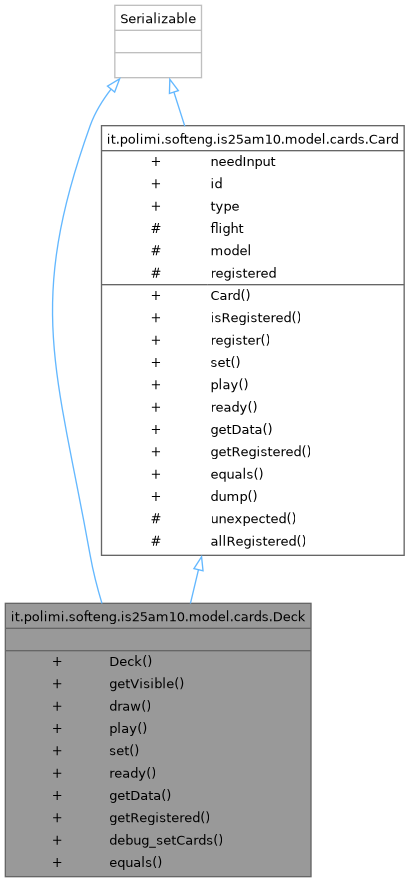 Serializable
it.polimi.softeng.is25am10.model.cards.Card
+ needInput
+ id
+ type
# flight
# model
# registered
+ Card()
+ isRegistered()
+ register()
+ set()
+ play()
+ ready()
+ getData()
+ getRegistered()
+ equals()
+ dump()
# unexpected()
# allRegistered()
it.polimi.softeng.is25am10.model.cards.Deck
+ Deck()
+ getVisible()
+ draw()
+ play()
+ set()
+ ready()
+ getData()
+ getRegistered()
+ debug_setCards()
+ equals()